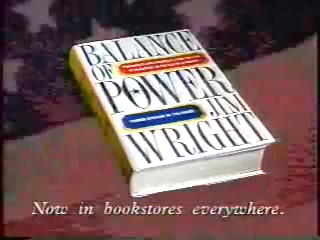 BALANCE
OF
POWER
JIM
WRIGHT
Now in bookstores everywhere.